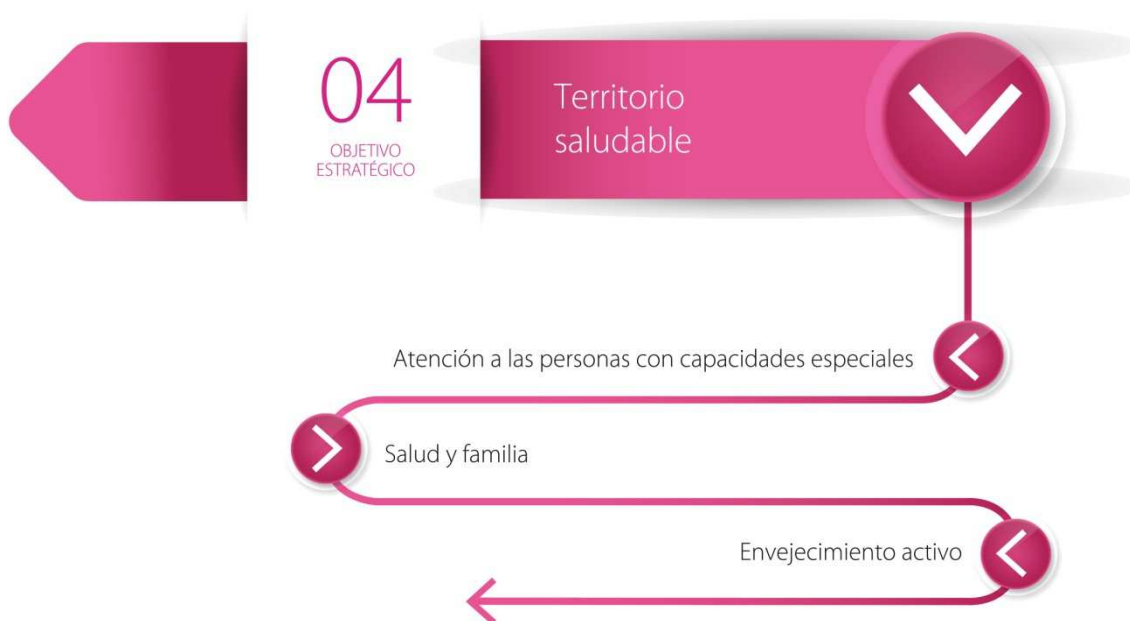 04
OBJETIVO
ESTRATÉGICO
Territorio
saludable
Atención a las personas con capacidades especiales
Salud y familia
Envejecimiento activo